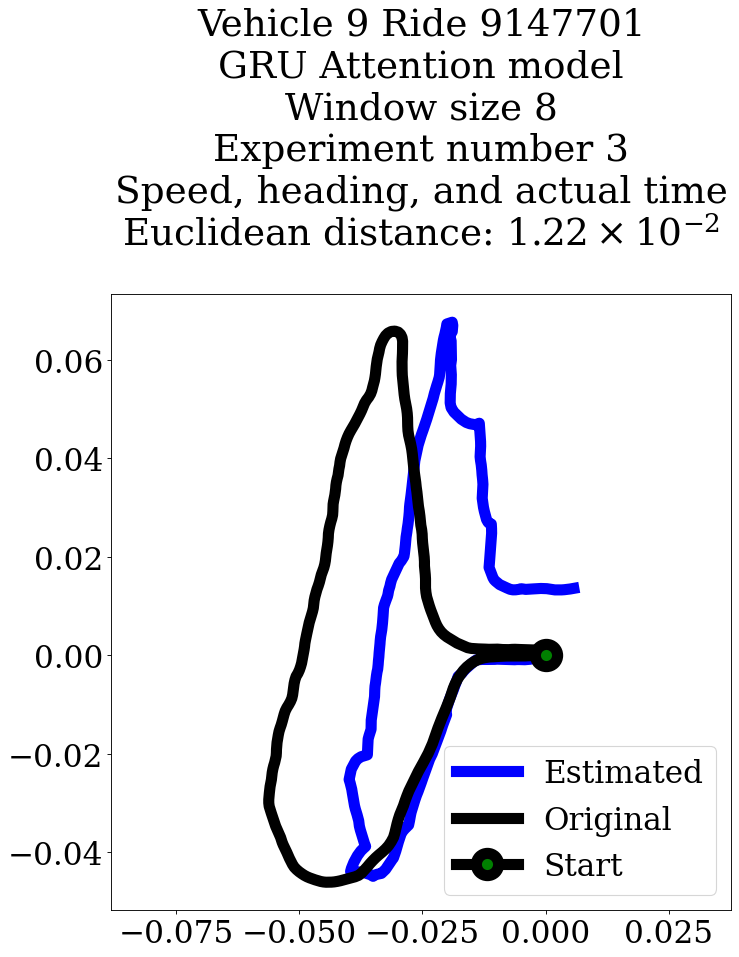 Vehicle 9 Ride 9147701
GRU Attention model
Window size 8
Experiment number 3
Speed, heading, and actual time
Euclidean distance: $1.22 \times 10^{-2}$
0.06
0.04
0.02
0.00
−0.02
−0.04
Estimated
Original
Start
−0.075 −0.050 −0.025 0.000 0.025